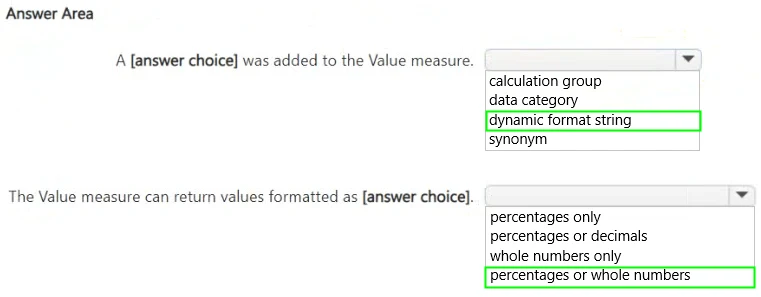 Answer Area
A [answer choice] was added to the Value measure.
calculation group
data category
dynamic format string
synonym
The Value measure can return values formatted as [answer choice].
percentages only
percentages or decimals
whole numbers only
percentages or whole numbers